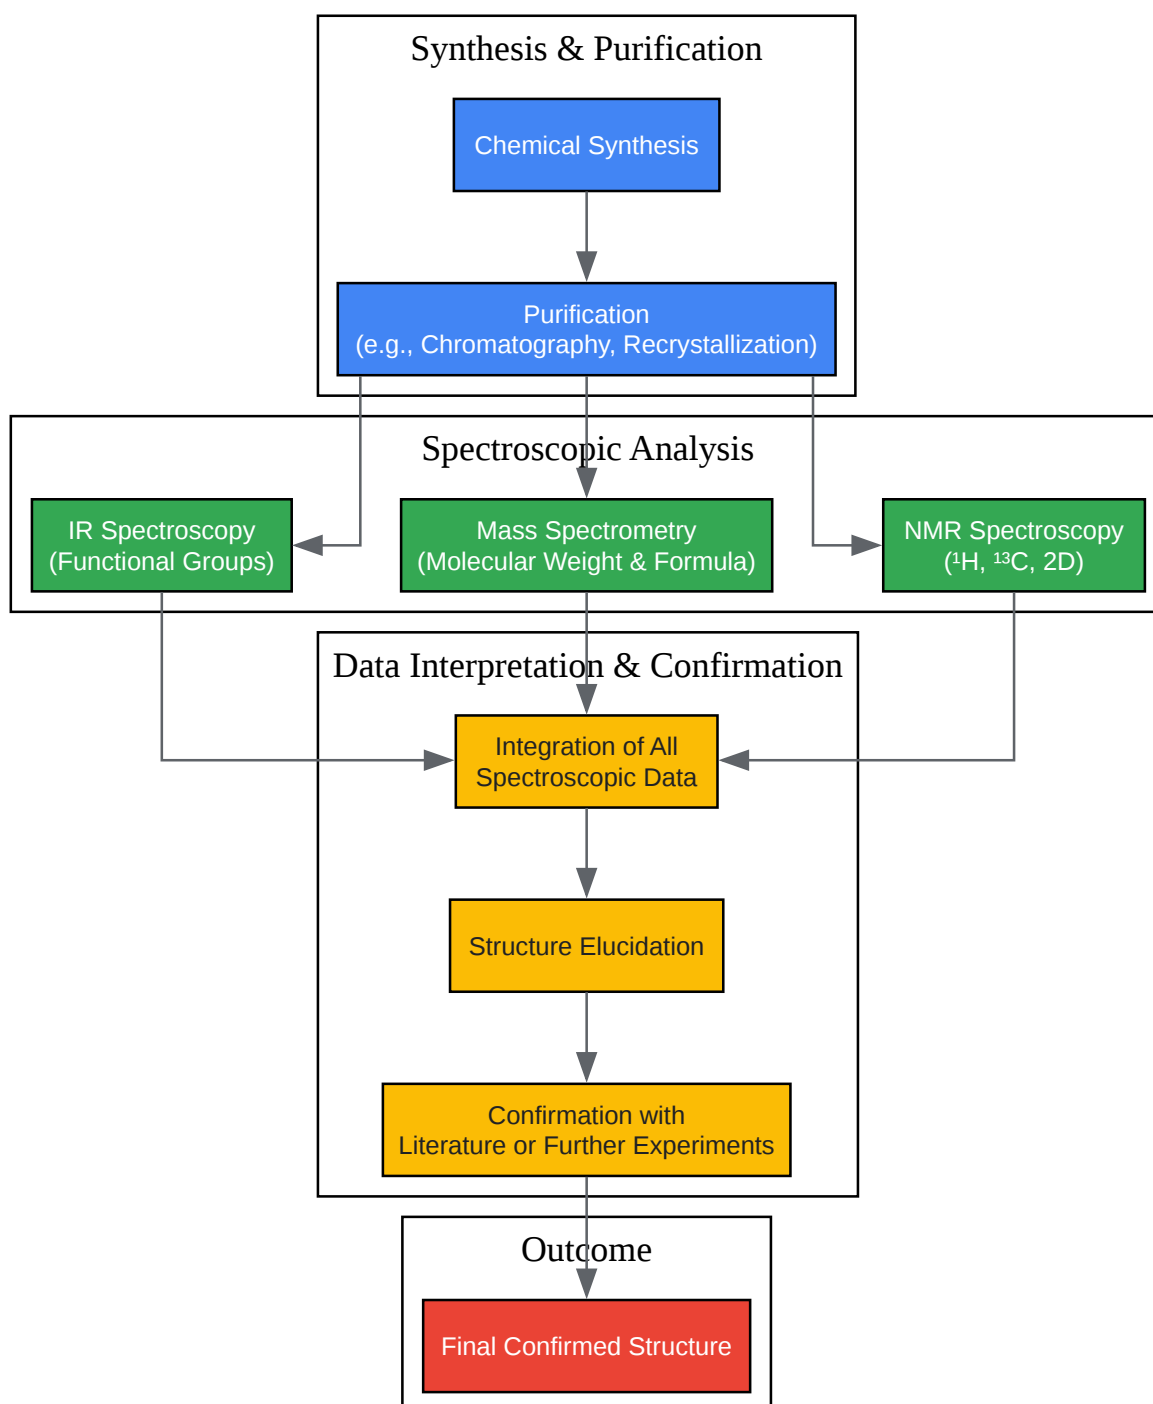 Synthesis & Purification
Chemical Synthesis
Purification
(e.g., Chromatography, Recrystallization)
Spectroscopic Analysis
IR Spectroscopy
(Functional Groups)
Mass Spectrometry
(Molecular Weight & Formula)
NMR Spectroscopy
(¹H, ¹³C, 2D)
Data Interpretation & Confirmation
Integration of All
Spectroscopic Data
Structure Elucidation
Confirmation with
Literature or Further Experiments
Outcome
Final Confirmed Structure